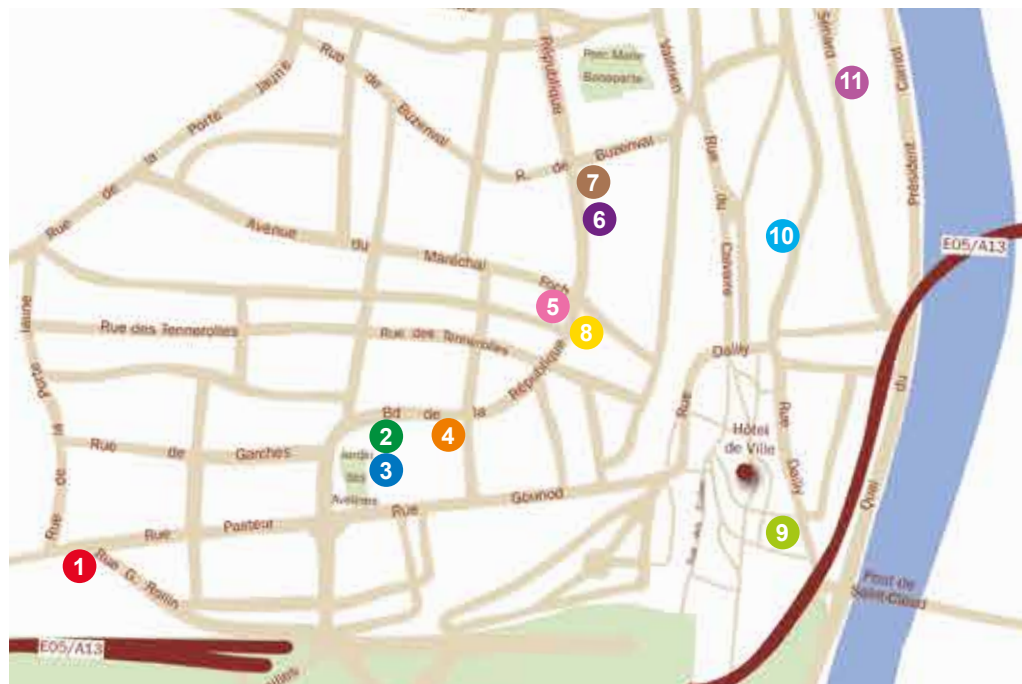 République
Valérien
Sénard
Carnot
Président
du
Quai
Parc Marie
Bonaparte
11
Rue de Buzenval
R. de Buzenval
7
6
Rue de la Porte Jaune
Rue du Calvaire
10
E05/A13
Avenue du Maréchal Foch
5
8
Rue des Tennerolles
Rue des Tennerolles
Dailly
Rue
Bd de la République
2
4
Rue de Garches
Jardin
des
Avelines
3
Hôtel
de Ville
Rue Dailly
Rue de la Porte Jaune
Rue Pasteur
Rue Gounod
9
1
Rue G. Rollin
Pont de
Saint-Cloud
E05/A13